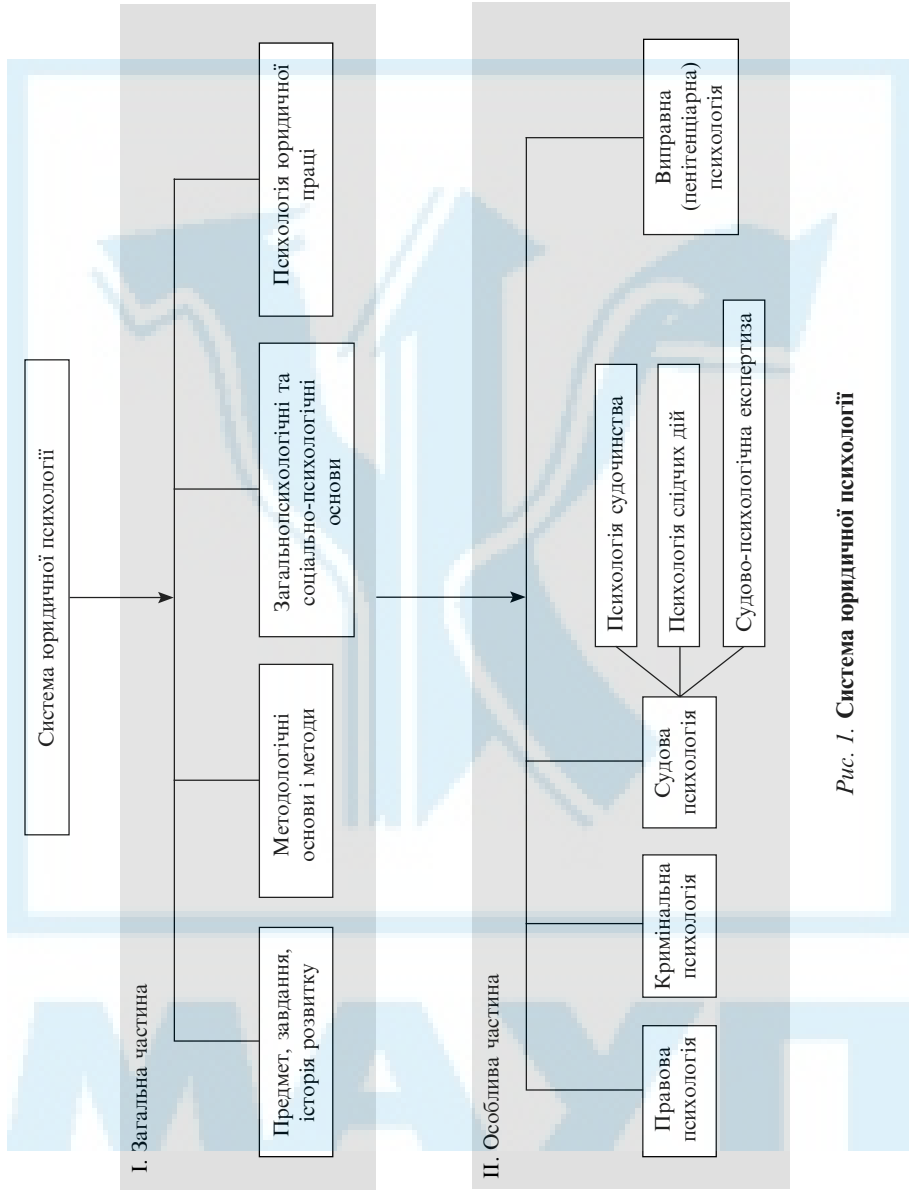 Система юридичної психології
І. Загальна частина
Предмет, завдання,
історія розвитку
Методологічні
основи і методи
Загальнопсихологічні та
соціально-психологічні
основи
Психологія юридичної
праці
ІІ. Особлива частина
Правова
психологія
Кримінальна
психологія
Судова
психологія
Психологія судочинства
Психологія слідчих дій
Судово-психологічна експертиза
Виправна
(пенітенціарна)
психологія
Рис. 1. Система юридичної психології
МАУП